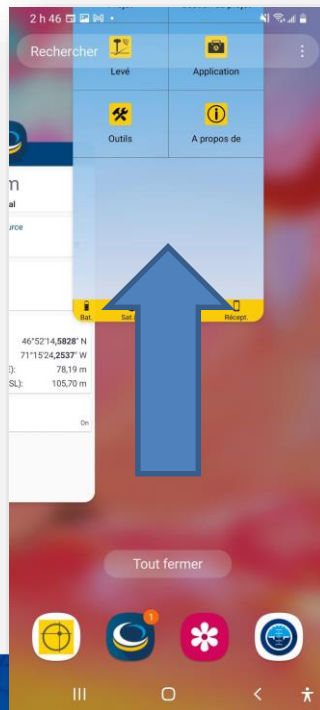 2 h 46
Rechercher
Levé
Application
Outils
A propos de
m
al
urce
Bat.
Sat.
Récept.
46°52'14,5828" N
71°15'24,2537" W
E):
78,19 m
SL):
105,70 m
On
Tout fermer
1